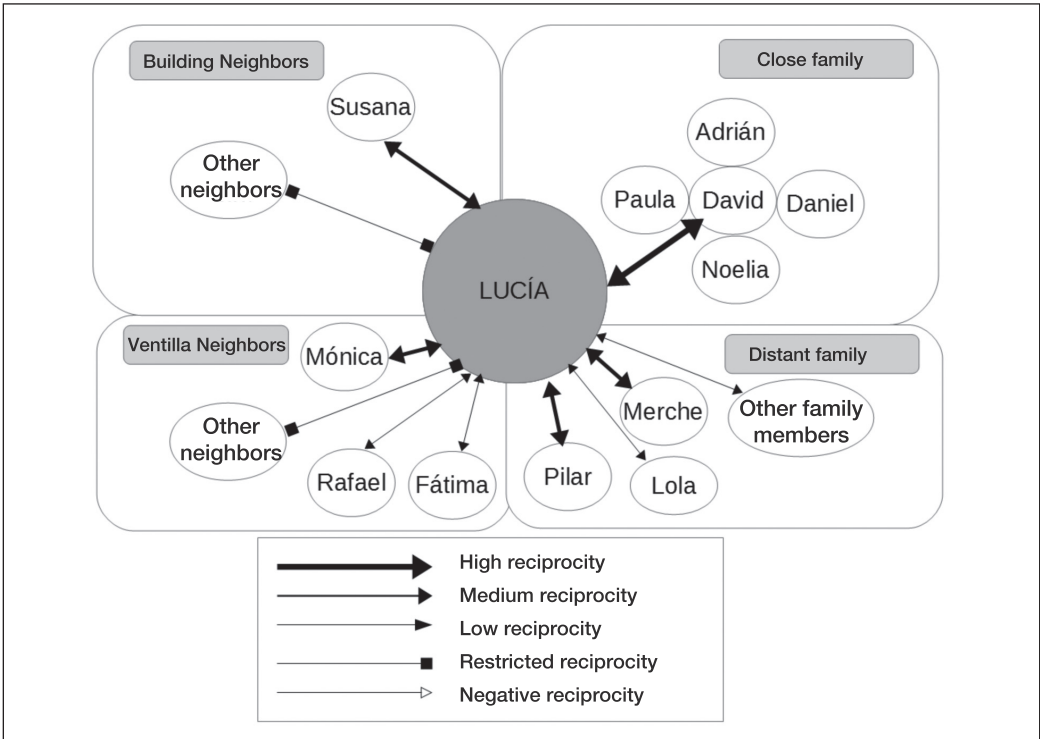 Building Neighbors
Susana
Other
neighbors
Close family
Adrián
Paula
David
Daniel
Noelia
LUCÍA
Ventilla Neighbors
Mónica
Other
neighbors
Rafael
Fátima
Distant family
Merche
Other family
members
Pilar
Lola
High reciprocity
Medium reciprocity
Low reciprocity
Restricted reciprocity
Negative reciprocity